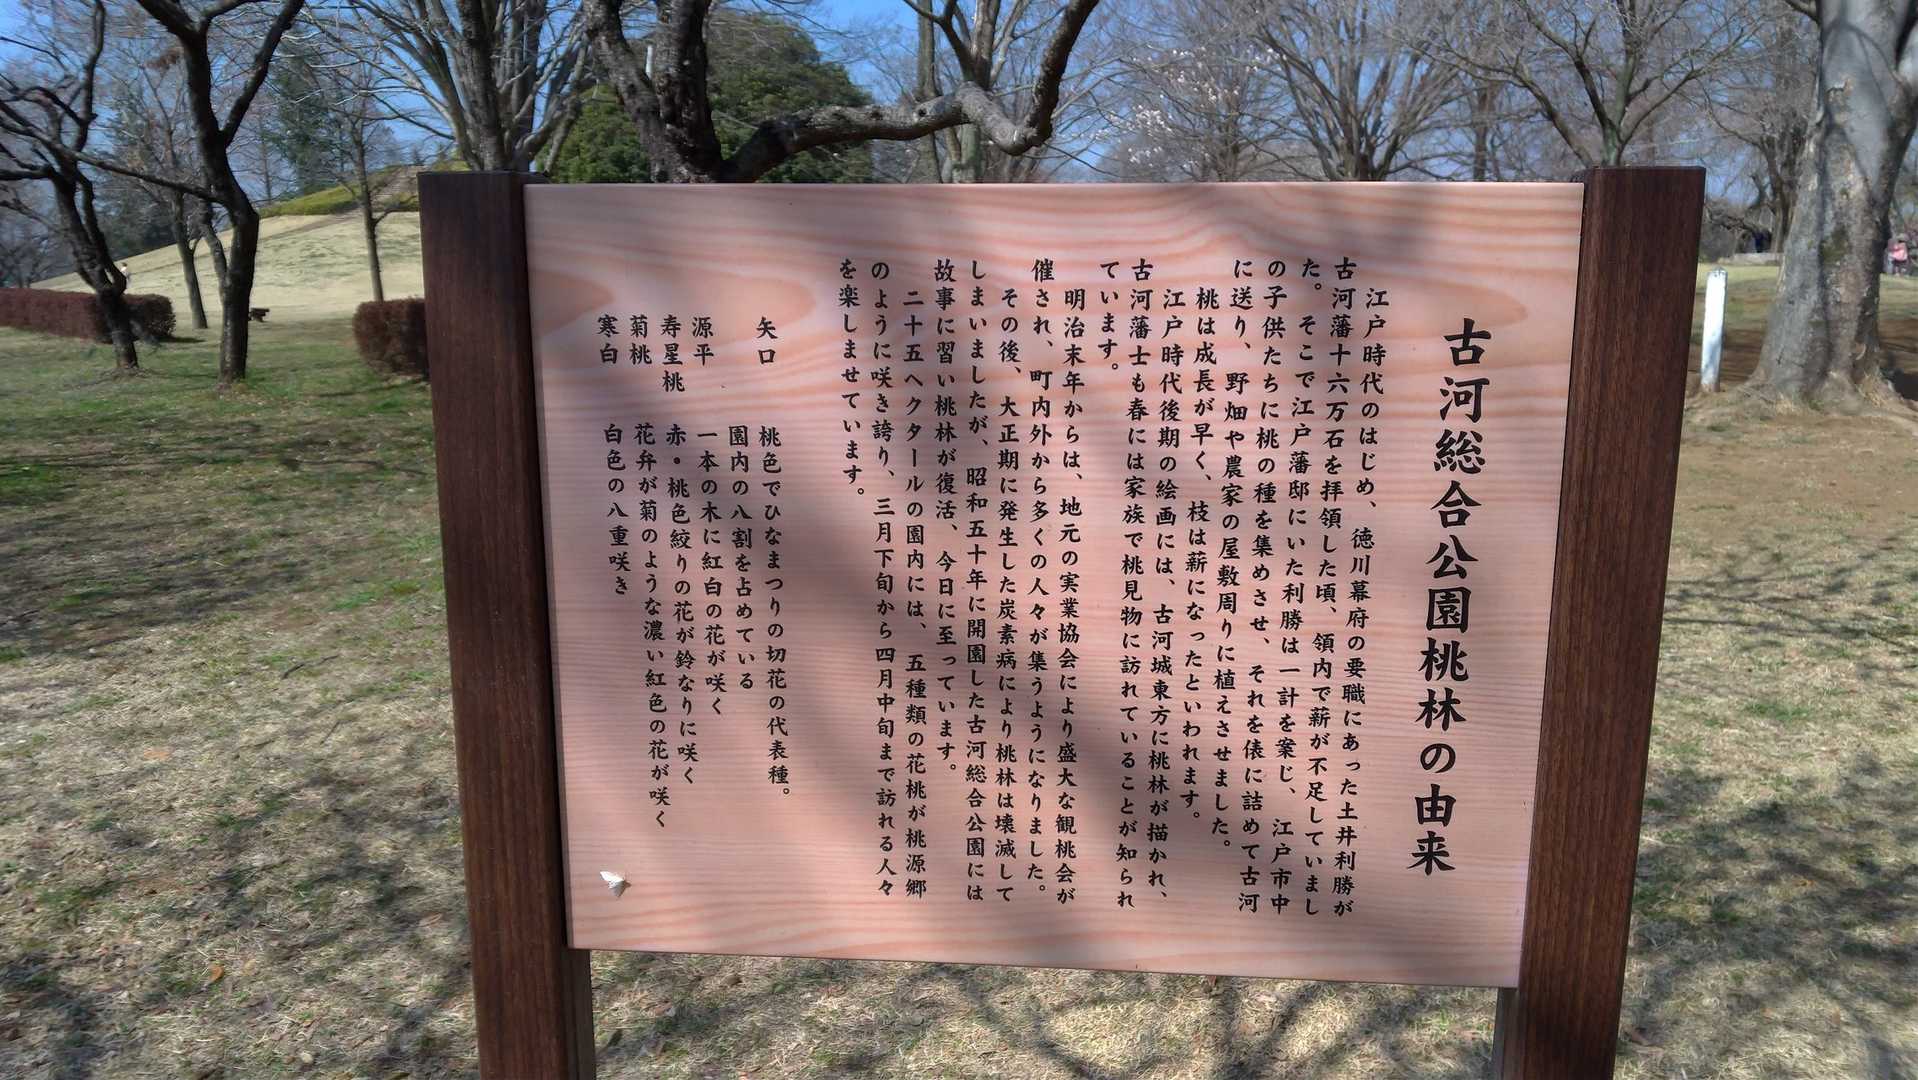 古河総合公園桃林の由来
江戸時代のはじめ、徳川幕府の要職にあった土井利勝が
古河藩十六万石を拝領した頃、領内で薪が不足していまし
た。そこで江戸藩邸にいた利勝は一計を案じ、江戸市中
の子供たちに桃の種を集めさせ、それを俵に詰めて古河
に送り、野畑や農家の屋敷周りに植えさせました。
桃は成長が早く、枝は薪になったといわれます。
江戸時代後期の絵画には、古河城東方に桃林が描かれ、
古河藩士も春には家族で桃見物に訪れていることが知られ
ています。
明治末年からは、地元の実業協会により盛大な観桃会が
催され、町内外から多くの人々が集うようになりました。
その後、大正期に発生した炭素病により桃林は壊滅して
しまいましたが、昭和五十年に開園した古河総合公園には
故事に習い桃林が復活、今日に至っています。
二十五ヘクタールの園内には、五種類の花桃が桃源郷
のように咲き誇り、三月下旬から四月中旬まで訪れる人々
を楽しませています。
矢口 桃色でひなまつりの切花の代表種。
園内の八割を占めている
源平 一本の木に紅白の花が咲く
寿星桃 赤・桃色絞りの花が鈴なりに咲く
菊桃 花弁が菊のような濃い紅色の花が咲く
寒白 白色の八重咲き